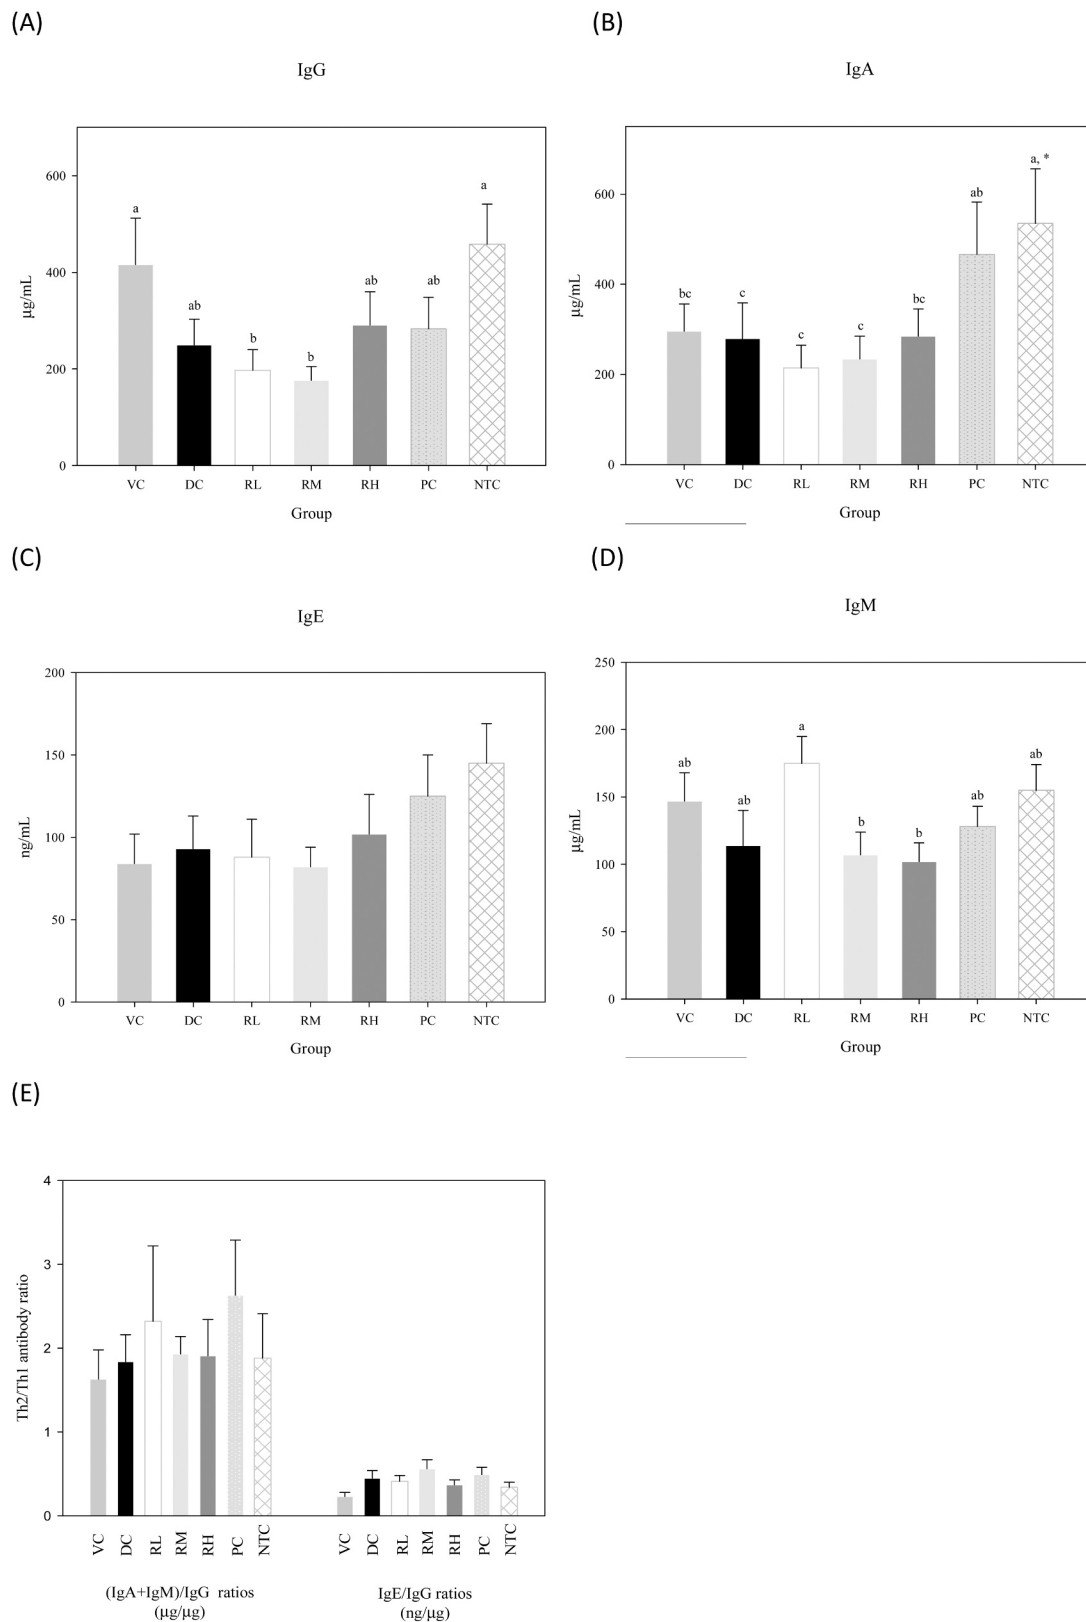 (A)
IgG
600
400
200
0
µg/mL
a
ab
b
b
ab
ab
a
VC DC RL RM RH PC NTC
Group
(B)
IgA
600
400
200
0
µg/mL
bc
c
c
c
bc
ab
a, *
VC DC RL RM RH PC NTC
Group
(C)
IgE
200
150
100
50
0
ng/mL
VC DC RL RM RH PC NTC
Group
(D)
IgM
250
200
150
100
50
0
µg/mL
ab
ab
a
b
b
ab
ab
VC DC RL RM RH PC NTC
Group
(E)
4
3
2
1
0
Th2/Th1 antibody ratio
VC DC RL RM RH PC NTC
(IgA+IgM)/IgG ratios
(µg/µg)
VC DC RL RM RH PC NTC
IgE/IgG ratios
(ng/µg)